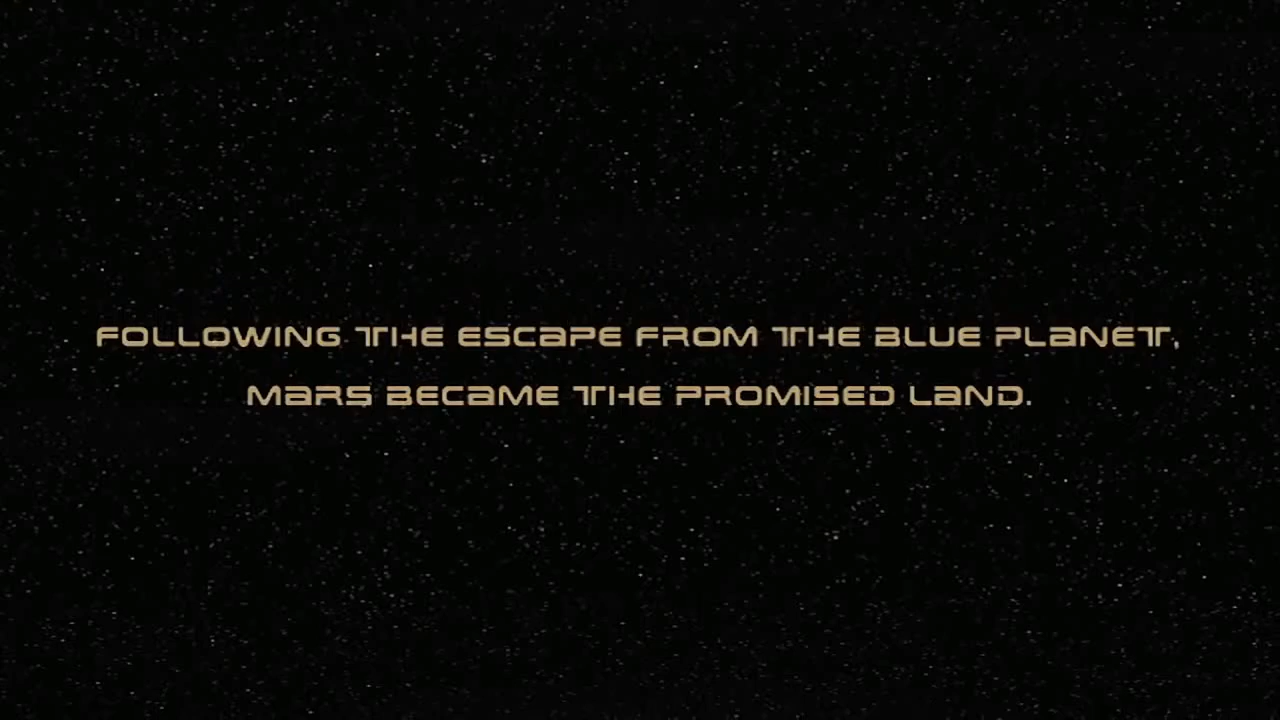 FOLLOWING THE ESCAPE FROM THE BLUE PLANET,
MARS BECAME THE PROMISED LAND.